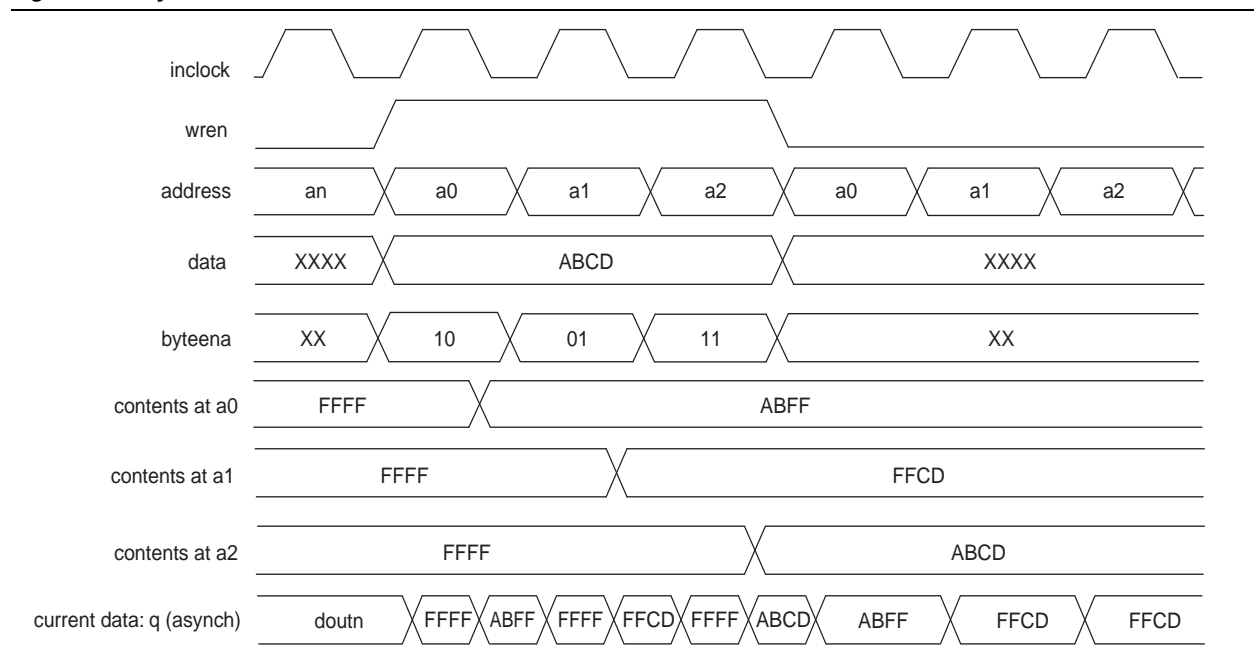 inclock
wren
address an a0 a1 a2 a0 a1 a2
data XXXX ABCD XXXX
byteena XX 10 01 11 XX
contents at a0 FFFF ABFF
contents at a1 FFFF FFCD
contents at a2 FFFF ABCD
current data: q (asynch) doutn FFFF ABFF FFFF FFCD FFFF ABCD ABFF FFCD FFCD